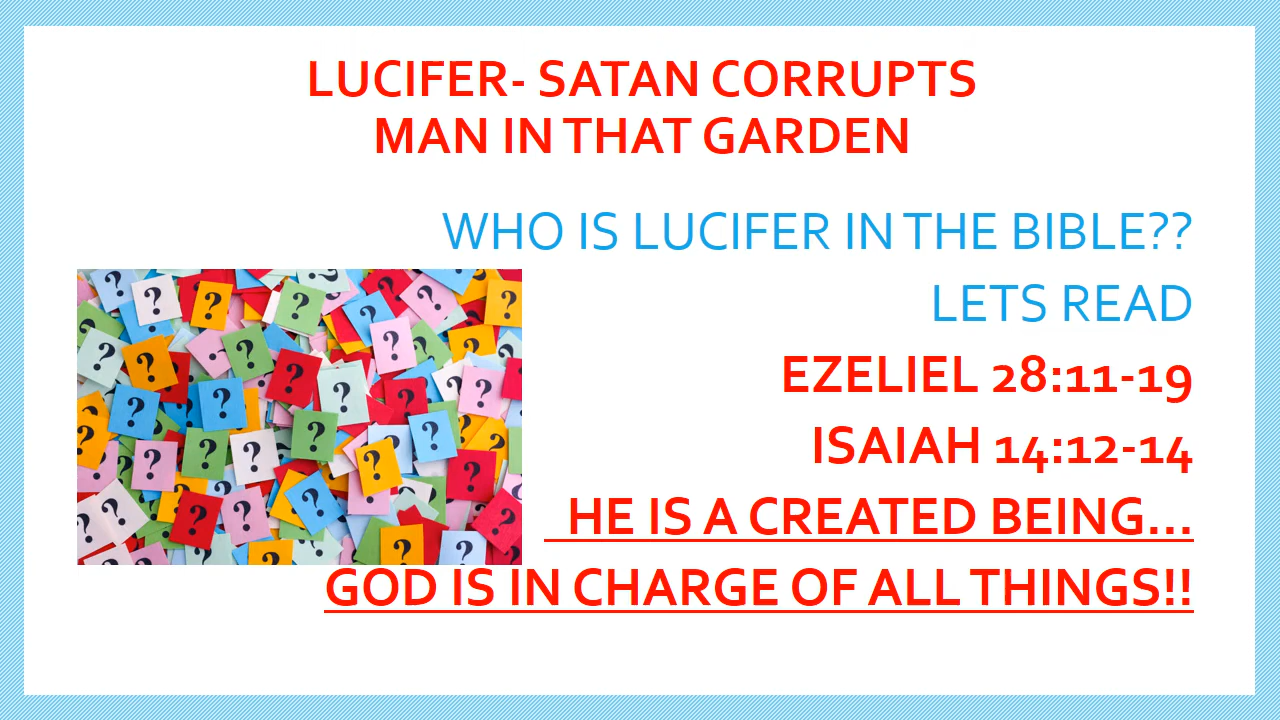 LUCIFER- SATAN CORRUPTS
MAN IN THAT GARDEN
WHO IS LUCIFER IN THE BIBLE??
LETS READ
EZELIEL 28:11-19
ISAIAH 14:12-14
HE IS A CREATED BEING...
GOD IS IN CHARGE OF ALL THINGS!!